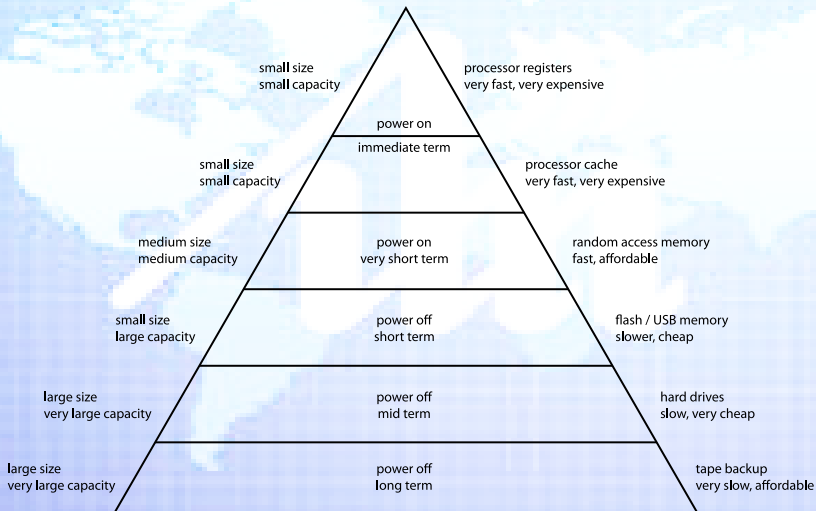 small size
small capacity
processor registers
very fast, very expensive
power on
immediate term
small size
small capacity
processor cache
very fast, very expensive
medium size
medium capacity
power on
very short term
random access memory
fast, affordable
small size
large capacity
power off
short term
flash / USB memory
slower, cheap
large size
very large capacity
power off
mid term
hard drives
slow, very cheap
large size
very large capacity
power off
long term
tape backup
very slow, affordable